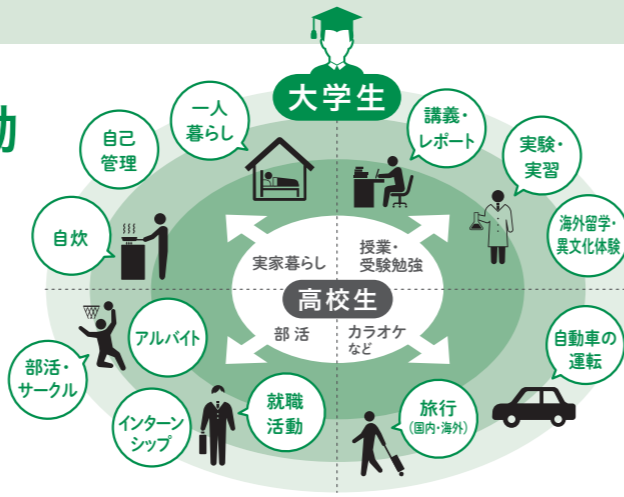 動
大学生
一人
暮らし
自己
管理
自炊
講義・
レポート
実験・
実習
海外留学・
異文化体験
実家暮らし
授業・
受験勉強
高校生
部活
カラオケ
など
部活・
サークル
アルバイト
インターン
シップ
就職
活動
旅行
(国内・海外)
自動車の
運転